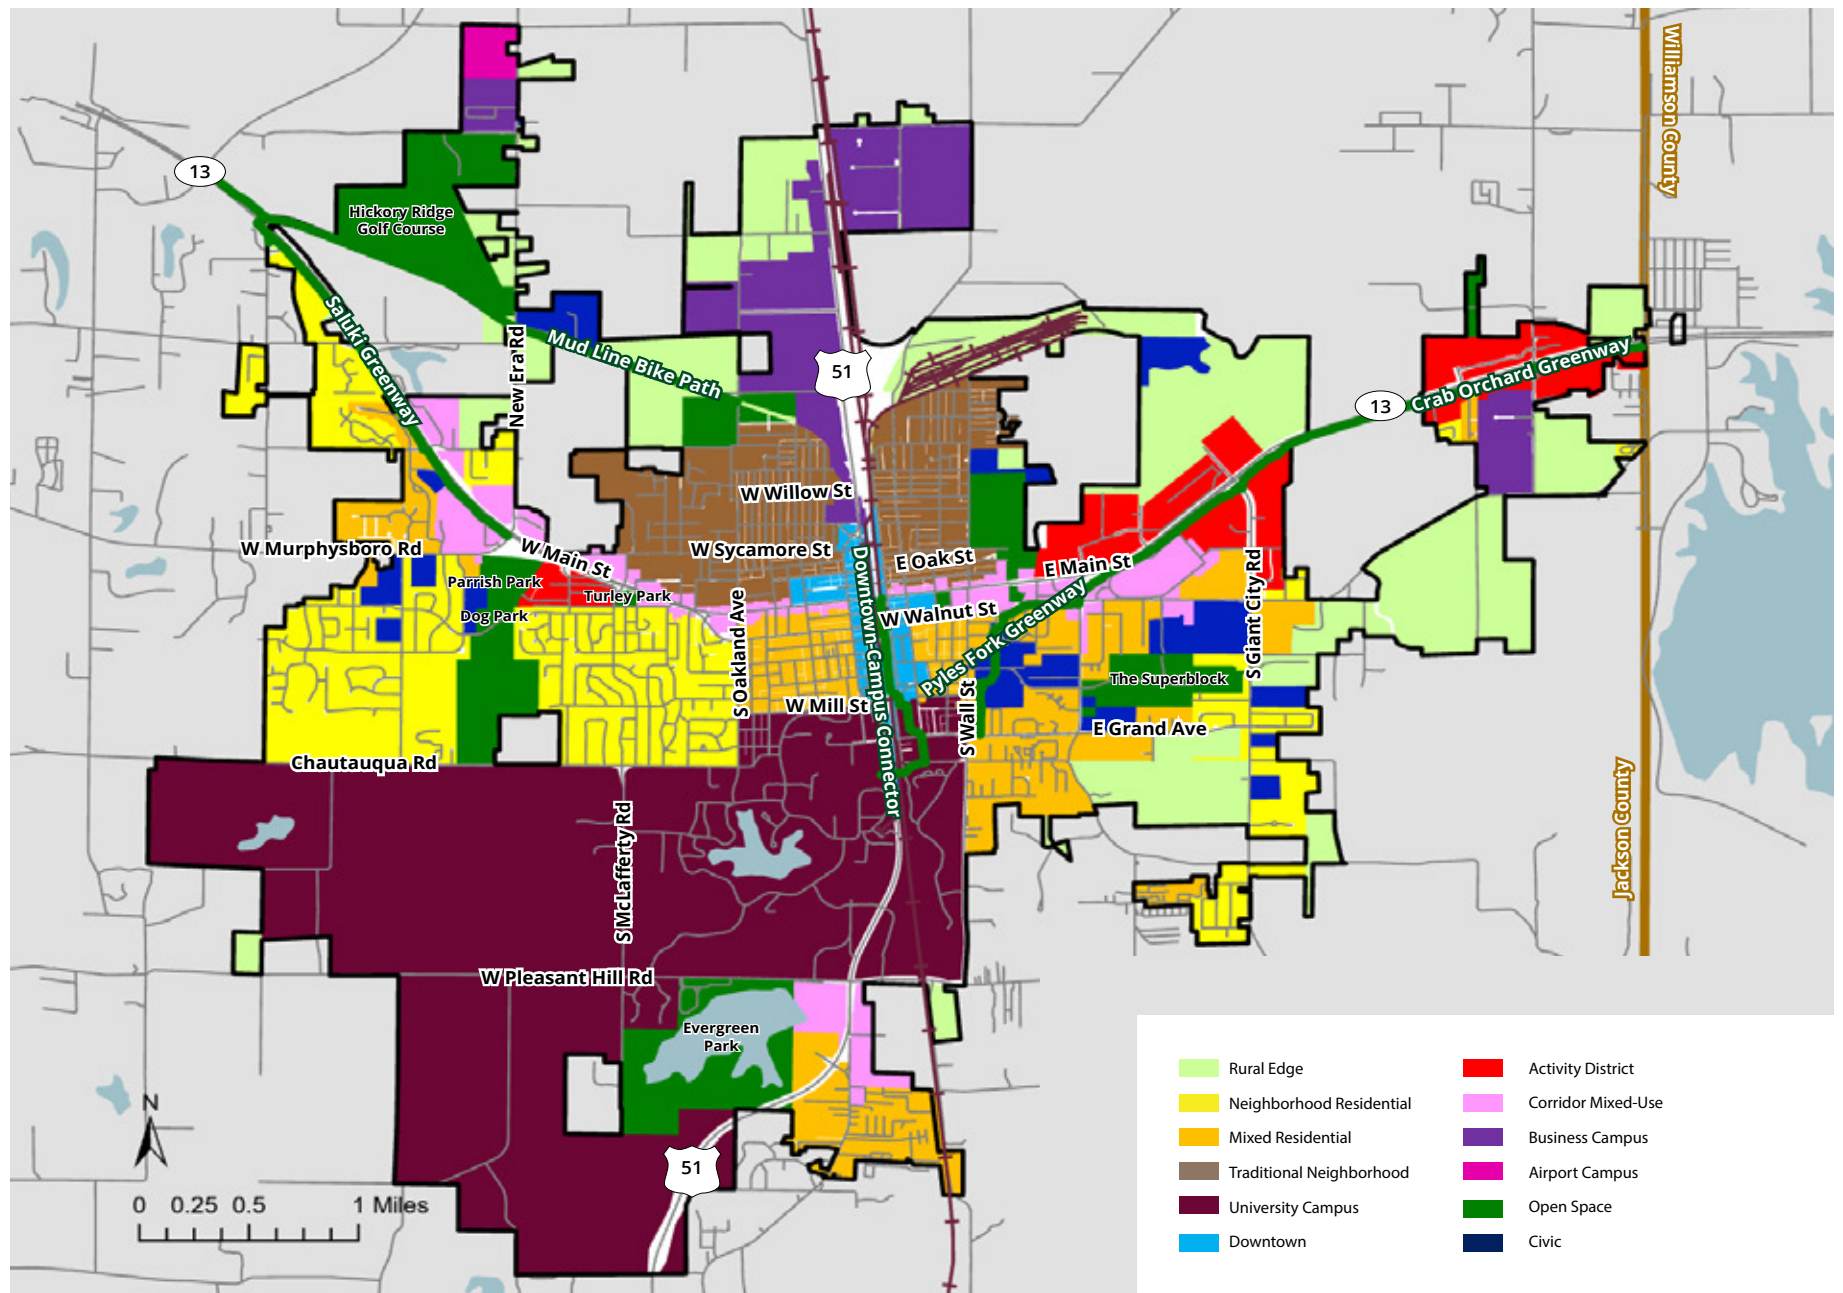 Williamson County
13
Hickory Ridge
Golf Course
Saluki Greenway
New Era Rd
Mud Line Bike Path
51
13
Crab Orchard Greenway
W Willow St
W Murphysboro Rd
W Main St
W Sycamore St
E Oak St
E Main St
Parrish Park
Turley Park
Dog Park
S Oakland Ave
Downtown-Campus Connector
W Walnut St
Pyles Fork Greenway
S Giant City Rd
The Superblock
W Mill St
S Wall St
E Grand Ave
Chautauqua Rd
S McLafferty Rd
Jackson County
W Pleasant Hill Rd
Evergreen
Park
51
N
0 0.25 0.5 1 Miles
Rural Edge
Neighborhood Residential
Mixed Residential
Traditional Neighborhood
University Campus
Downtown
Activity District
Corridor Mixed-Use
Business Campus
Airport Campus
Open Space
Civic